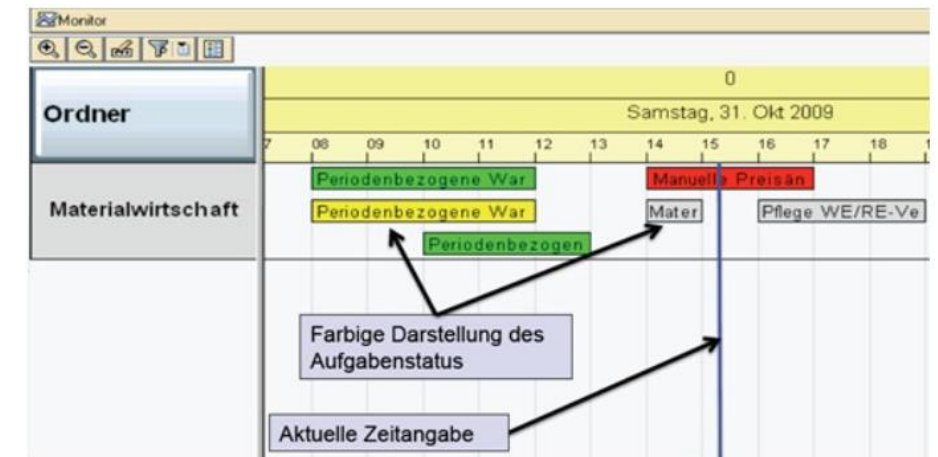 Monitor
0
Ordner
Samstag, 31. Okt 2009
7 08 09 10 11 12 13 14 15 16 17 18 1
Periodenbezogene War Manuelle Preisän
Materialwirtschaft
Periodenbezogene War Mater Pflege WE/RE-Ve
Periodenbezogen
Farbige Darstellung des
Aufgabenstatus
Aktuelle Zeitangabe